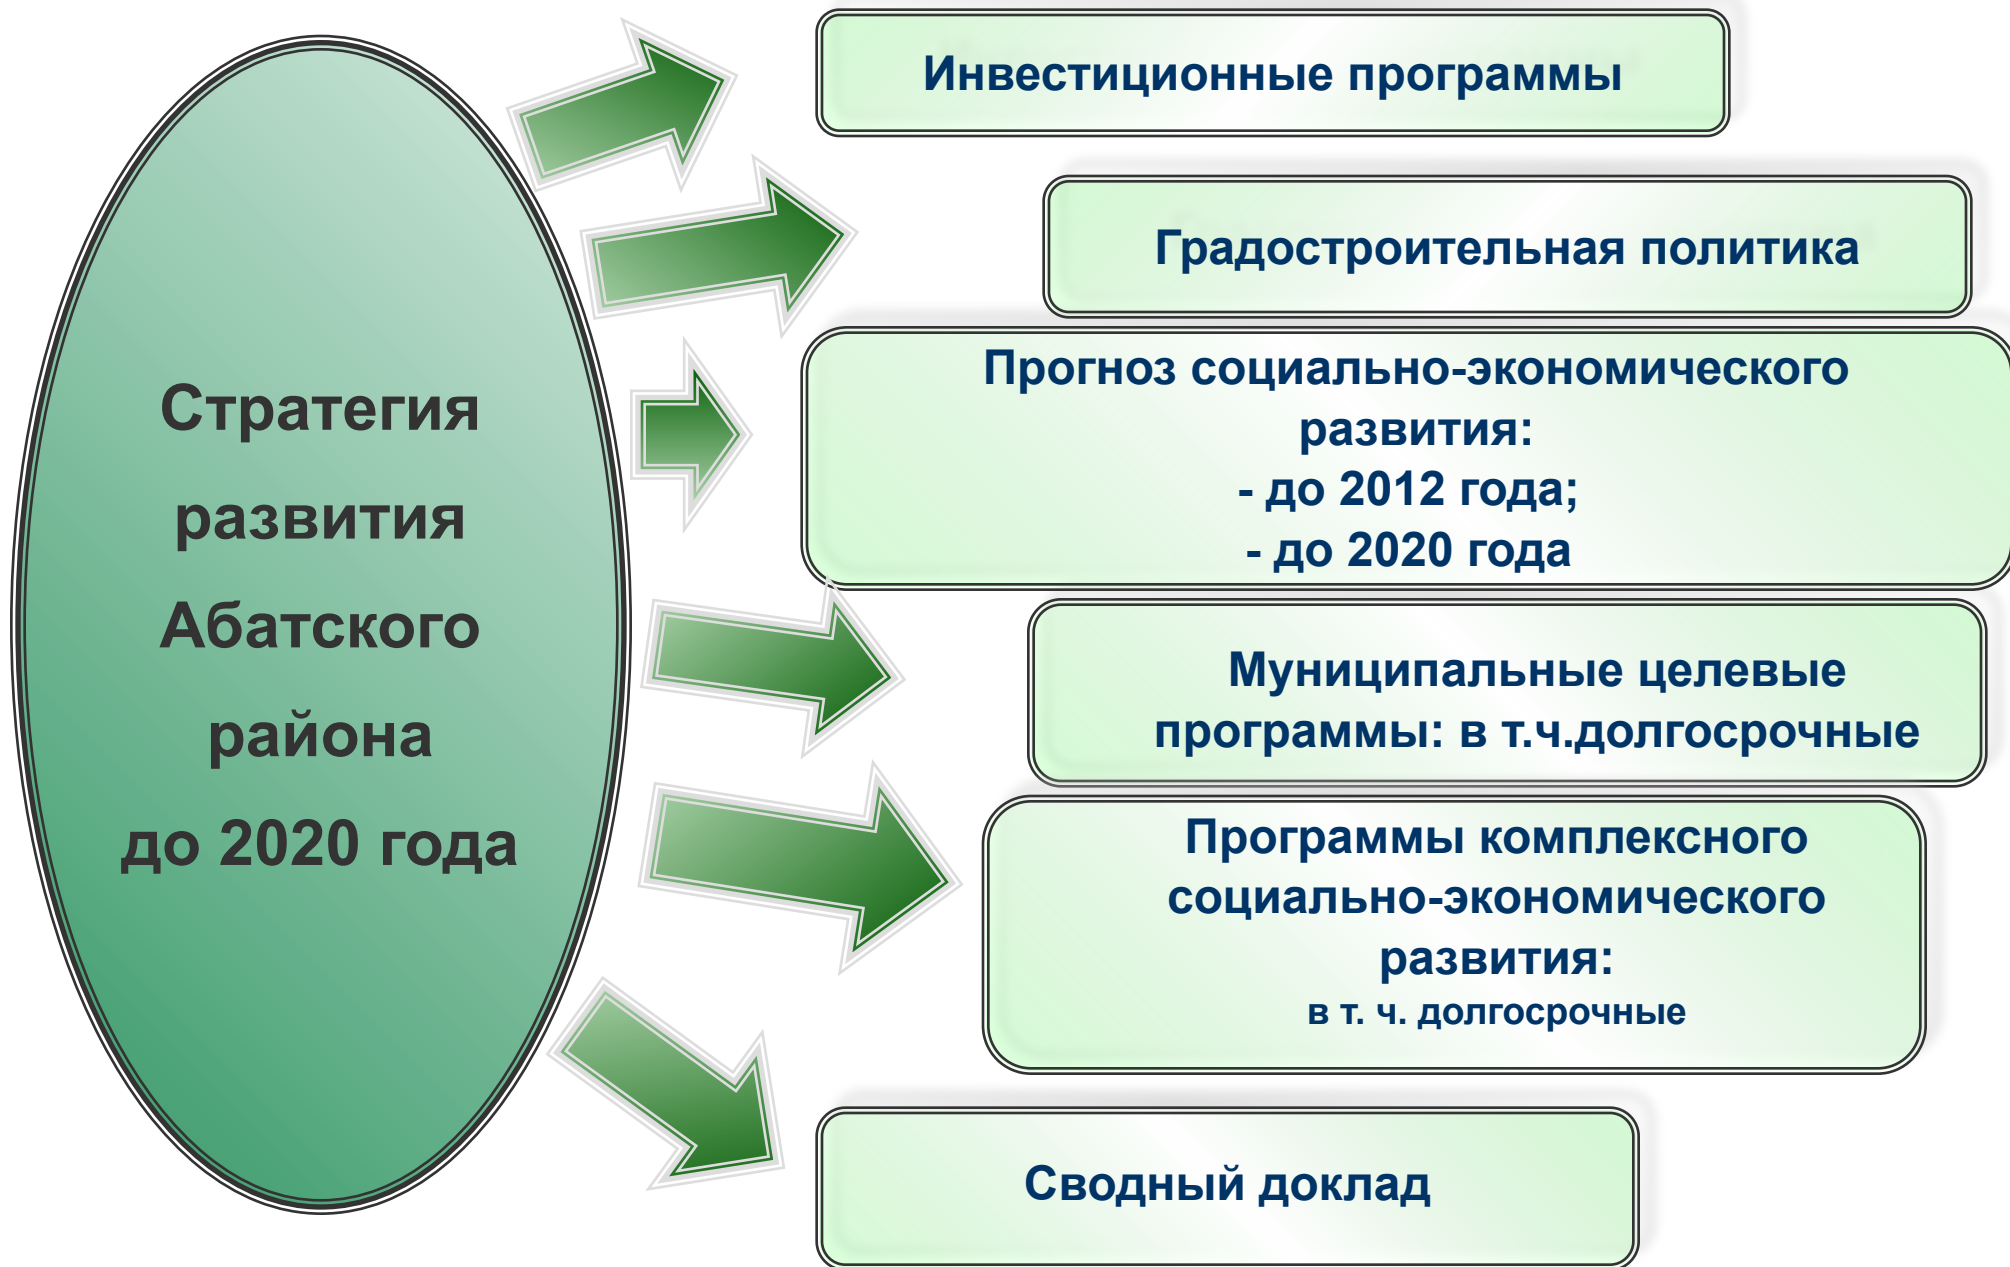 Стратегия
развития
Абатского
района
до 2020 года
Инвестиционные программы
Градостроительная политика
Прогноз социально-экономического
развития:
- до 2012 года;
- до 2020 года
Муниципальные целевые
программы: в т.ч.долгосрочные
Программы комплексного
социально-экономического
развития:
в т. ч. долгосрочные
Сводный доклад